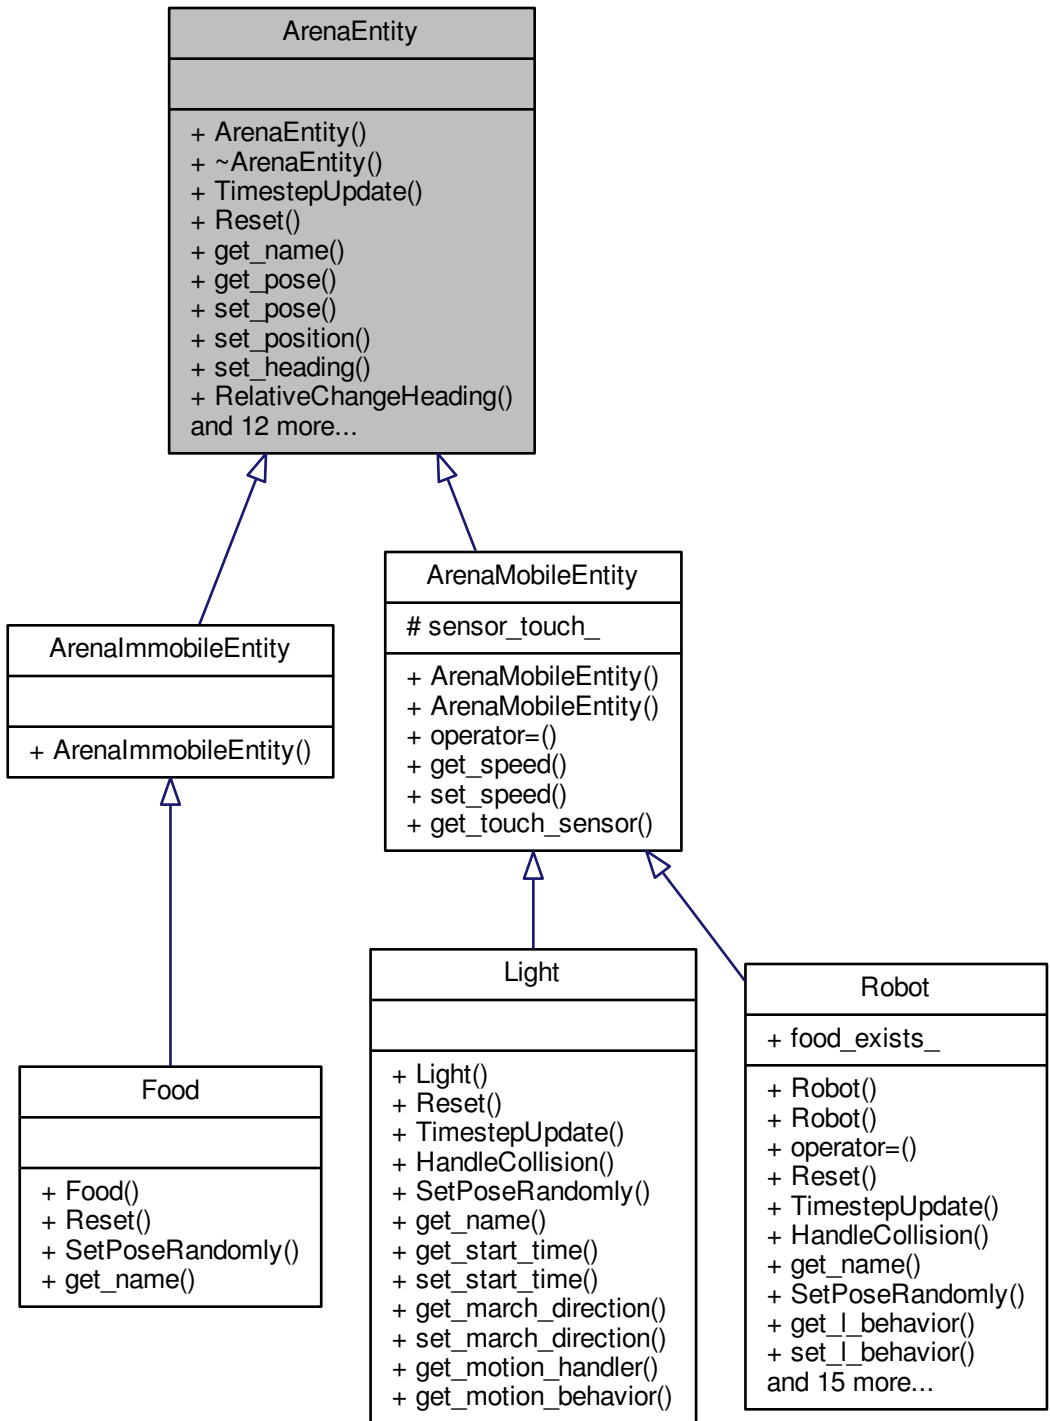 ArenaEntity
+ ArenaEntity()
+ ~ArenaEntity()
+ TimestepUpdate()
+ Reset()
+ get_name()
+ get_pose()
+ set_pose()
+ set_position()
+ set_heading()
+ RelativeChangeHeading()
and 12 more...
ArenaImmobileEntity
+ ArenaImmobileEntity()
ArenaMobileEntity
# sensor_touch_
+ ArenaMobileEntity()
+ ArenaMobileEntity()
+ operator=()
+ get_speed()
+ set_speed()
+ get_touch_sensor()
Food
+ Food()
+ Reset()
+ SetPoseRandomly()
+ get_name()
Light
+ Light()
+ Reset()
+ TimestepUpdate()
+ HandleCollision()
+ SetPoseRandomly()
+ get_name()
+ get_start_time()
+ set_start_time()
+ get_march_direction()
+ set_march_direction()
+ get_motion_handler()
+ get_motion_behavior()
Robot
+ food_exists_
+ Robot()
+ Robot()
+ operator=()
+ Reset()
+ TimestepUpdate()
+ HandleCollision()
+ get_name()
+ SetPoseRandomly()
+ get_l_behavior()
+ set_l_behavior()
and 15 more...